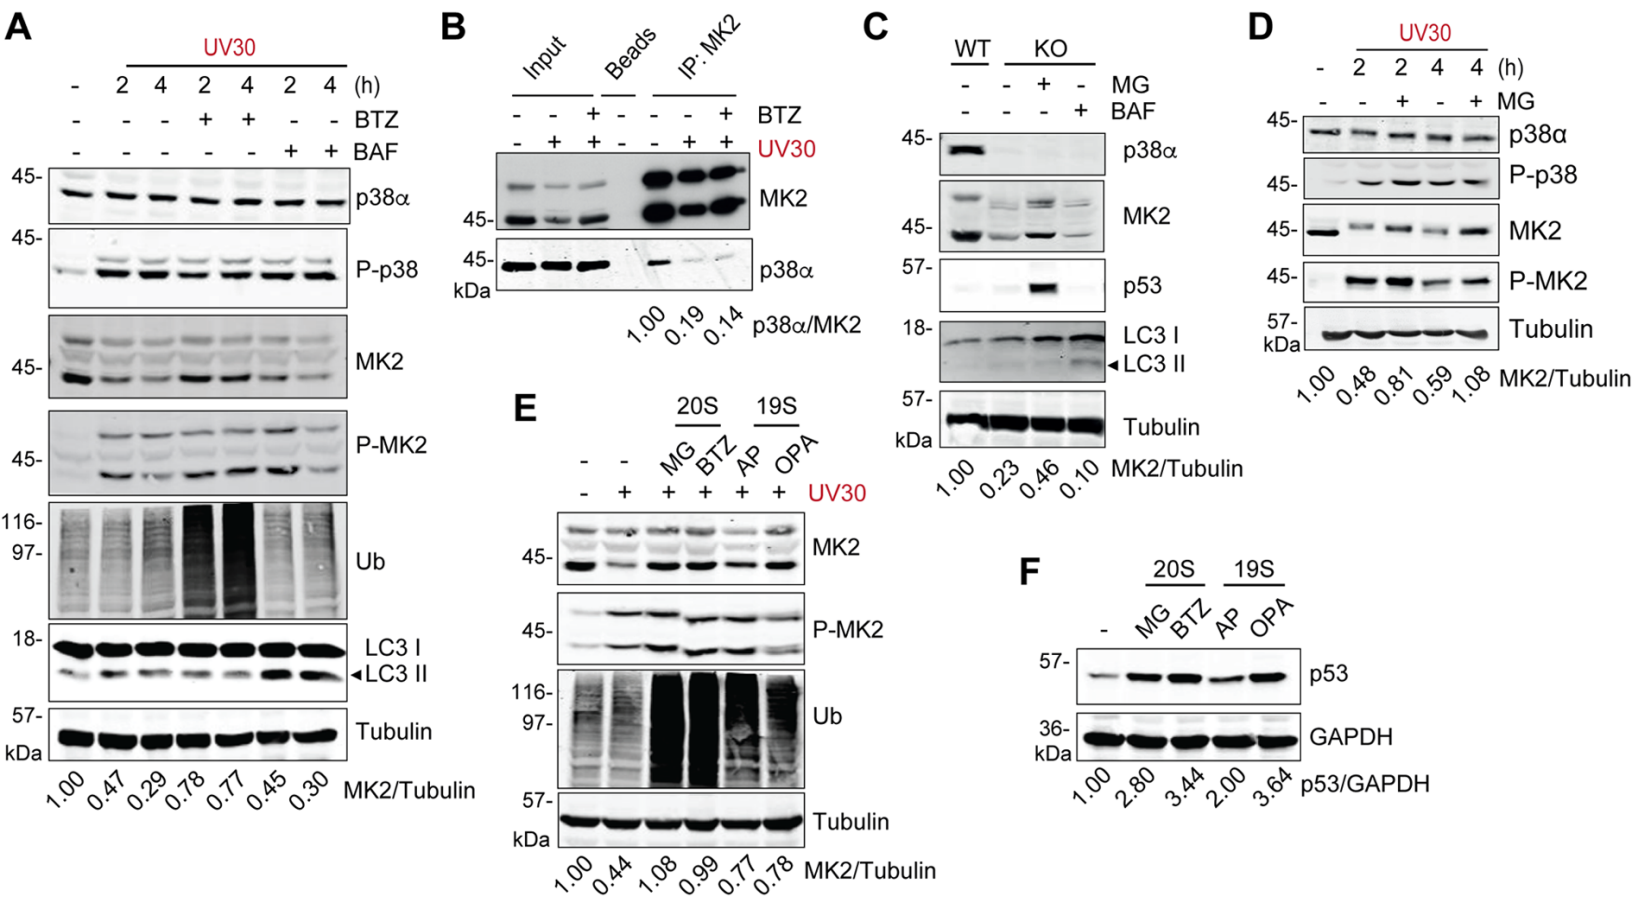 A
UV30
- 2 4 2 4 2 4 (h)
- - - + + - - BTZ
- - - - - + + BAF
45- p38α
45- P-p38
45- MK2
45- P-MK2
116-
97- Ub
18- LC3 I
◄LC3 II
57- Tubulin
kDa
1.00 0.47 0.29 0.78 0.77 0.45 0.30 MK2/Tubulin
B
Input Beads IP: MK2
- - + - - - + BTZ
- + + - - + + UV30
45- MK2
45- p38α
kDa
1.00 0.19 0.14 p38α/MK2
C
WT KO
- - + - MG
- - - + BAF
45- p38α
45- MK2
57- p53
18- LC3 I
◄LC3 II
57- Tubulin
kDa
1.00 0.23 0.46 0.10 MK2/Tubulin
D
UV30
- 2 2 4 4 (h)
- - + - + MG
45- p38α
45- P-p38
45- MK2
45- P-MK2
57- Tubulin
kDa
1.00 0.48 0.81 0.59 1.08 MK2/Tubulin
E
20S 19S
- - MG BTZ AP OPA
- + + + + + UV30
45- MK2
45- P-MK2
116-
97- Ub
57- Tubulin
kDa
1.00 0.44 1.08 0.99 0.77 0.78 MK2/Tubulin
F
20S 19S
- MG BTZ AP OPA
57- p53
36- GAPDH
kDa
1.00 2.80 3.44 2.00 3.64 p53/GAPDH